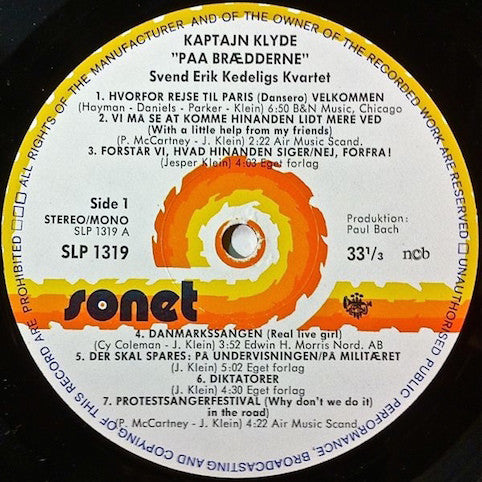 ALL RIGHTS OF THE MANUFACTURER AND OF THE OWNER OF THE RECORDED WORK ARE RESERVED □ UNAUTHORISED PUBLIC PERFORMANCE, BROADCASTING AND COPYING OF THIS RECORD ARE PROHIBITED □□□
KAPTAJN KLYDE
"PAA BRÆDDERNE"
Svend Erik Kedeligs Kvartet
1. HVORFOR REJSE TIL PARIS (Dansero) VELKOMMEN
(Hayman - Daniels - Parker - Klein) 6:50 B&N Music, Chicago
2. VI MA SE AT KOMME HINANDEN LIDT MERE VED
(With a little help from my friends)
(P. McCartney - J. Klein) 2:22 Air Music Scand.
3. FORSTAR VI, HVAD HINANDEN SIGER/NEJ, FORFRA!
(Jesper Klein) 4:03 Eget forlag
Side 1
STEREO/MONO
SLP 1319 A
SLP 1319
Produktion:
Paul Bach
33 1/3 ncb
sonet
4. DANMARKSSANGEN (Real live girl)
(Cy Coleman - J. Klein) 3:52 Edwin H. Morris Nord. AB
5. DER SKAL SPARES: PÅ UNDERVISNINGEN/PÅ MILITÆRET
(J. Klein) 5:02 Eget forlag
6. DIKTATORER
(J. Klein) 4:30 Eget forlag
7. PROTESTSANGERFESTIVAL (Why don't we do it)
in the road)
(P. McCartney - J. Klein) 4:22 Air Music Scand.